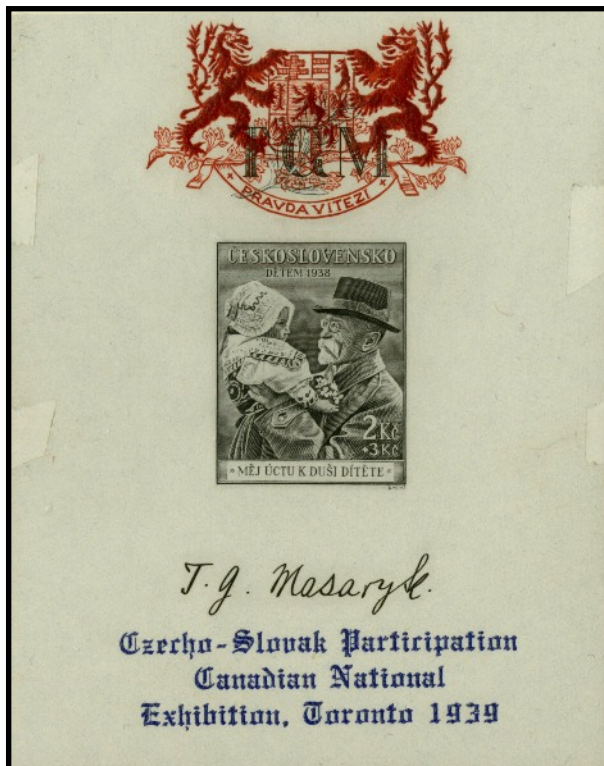 TGM
PRAVDA VÍTĚZÍ
ČESKOSLOVENSKO
DĚTEM 1938
2Kč
+3Kč
• MĚJ ÚCTU K DUŠI DÍTĚTE •
T. G. Masaryk.
Czecho-Slovak Participation
Canadian National
Exhibition, Toronto 1939